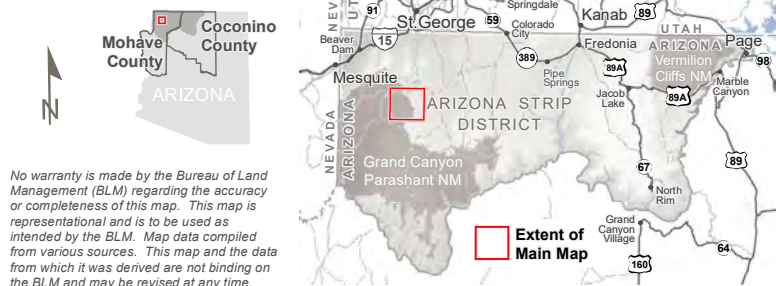 Mohave
County
Coconino
County
ARIZONA
N
No warranty is made by the Bureau of Land
Management (BLM) regarding the accuracy
or completeness of this map. This map is
representational and is to be used as
intended by the BLM. Map data compiled
from various sources. This map and the data
from which it was derived are not binding on
the BLM and may be revised at any time.
NEV
UT
91
St.George
Springdale
59
Colorado
City
Kanab
89
UTAH
ARIZONA
Page
Beaver
Dam
15
Fredonia
Vermilion
Cliffs NM
98
389
Mesquite
Pipe
Springs
89A
Marble
Canyon
Jacob
Lake
89A
ARIZONA STRIP
DISTRICT
NEVADA
ARIZONA
Grand Canyon
Parashant NM
67
89
North
Rim
Extent of
Main Map
Grand
Canyon
Village
64
160